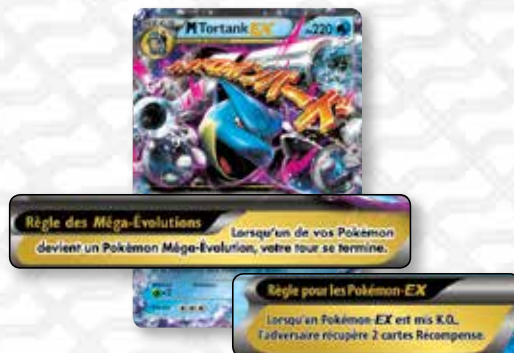 M Tortank EX 220
Règle des Méga-Évolutions
Lorsqu'un de vos Pokémon
devient un Pokémon Méga-Évolution, votre tour se termine.
×2
Règle pour les Pokémon-EX
Lorsqu'un Pokémon-EX est mis K.O.,
l'adversaire récupère 2 cartes Récompense.